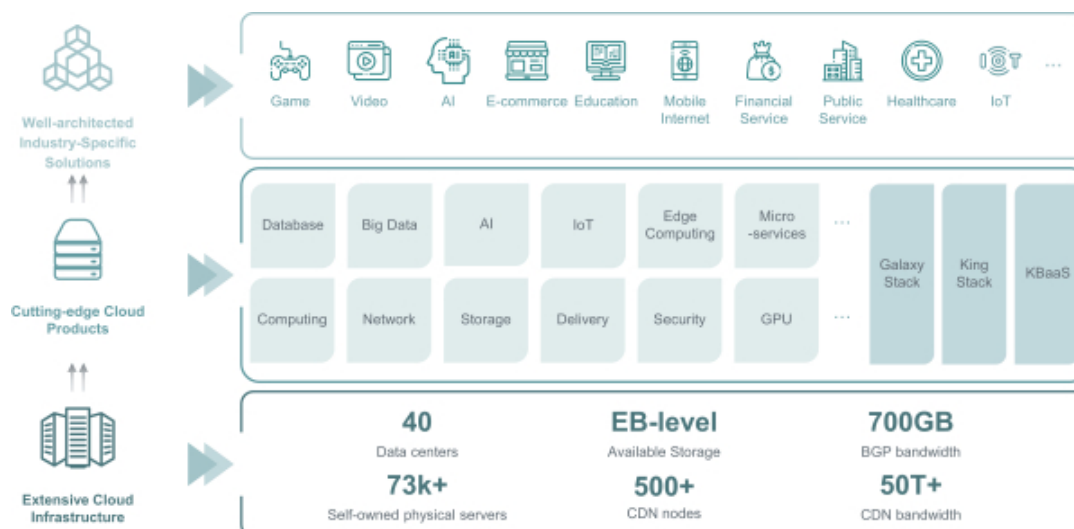 Game
Video
AI
AI
E-commerce
Education
Mobile
Internet
Financial
Service
Public
Service
Healthcare
IoT
...
Well-architected
Industry-Specific
Solutions
Database
Big Data
AI
IoT
Edge
Computing
Micro
-services
...
Galaxy
Stack
King
Stack
KBaaS
Computing
Network
Storage
Delivery
Security
GPU
...
Cutting-edge Cloud
Products
40
Data centers
EB-level
Available Storage
700GB
BGP bandwidth
73k+
Self-owned physical servers
500+
CDN nodes
50T+
CDN bandwidth
Extensive Cloud
Infrastructure